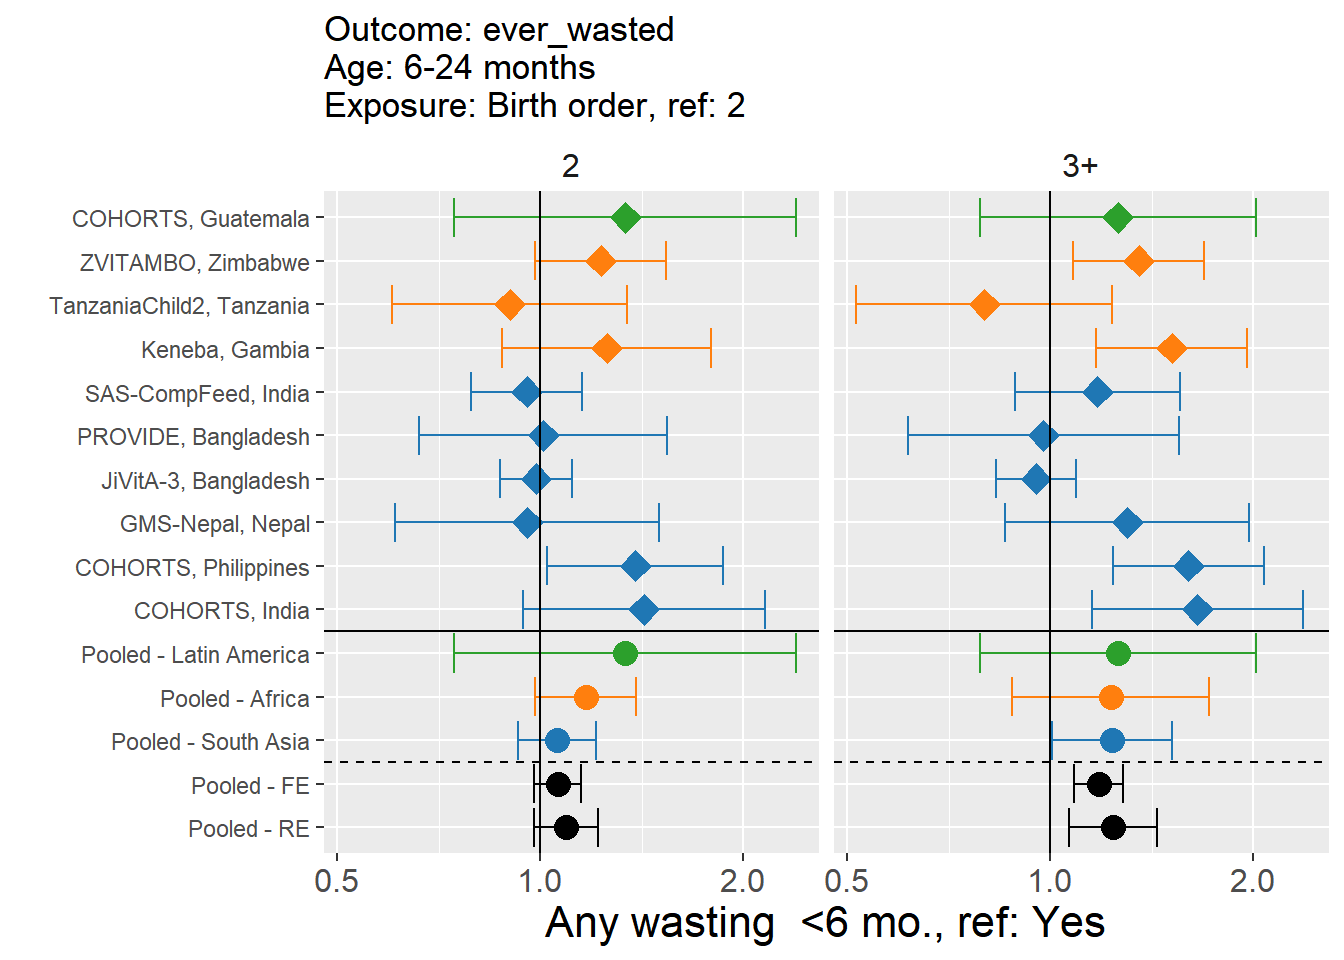 Outcome: ever_wasted
Age: 6-24 months
Exposure: Birth order, ref: 2
2
3+
COHORTS, Guatemala
ZVITAMBO, Zimbabwe
TanzaniaChild2, Tanzania
Keneba, Gambia
SAS-CompFeed, India
PROVIDE, Bangladesh
JiVitA-3, Bangladesh
GMS-Nepal, Nepal
COHORTS, Philippines
COHORTS, India
Pooled - Latin America
Pooled - Africa
Pooled - South Asia
Pooled - FE
Pooled - RE
0.5 1.0 2.0 0.5 1.0 2.0
Any wasting  <6 mo., ref: Yes